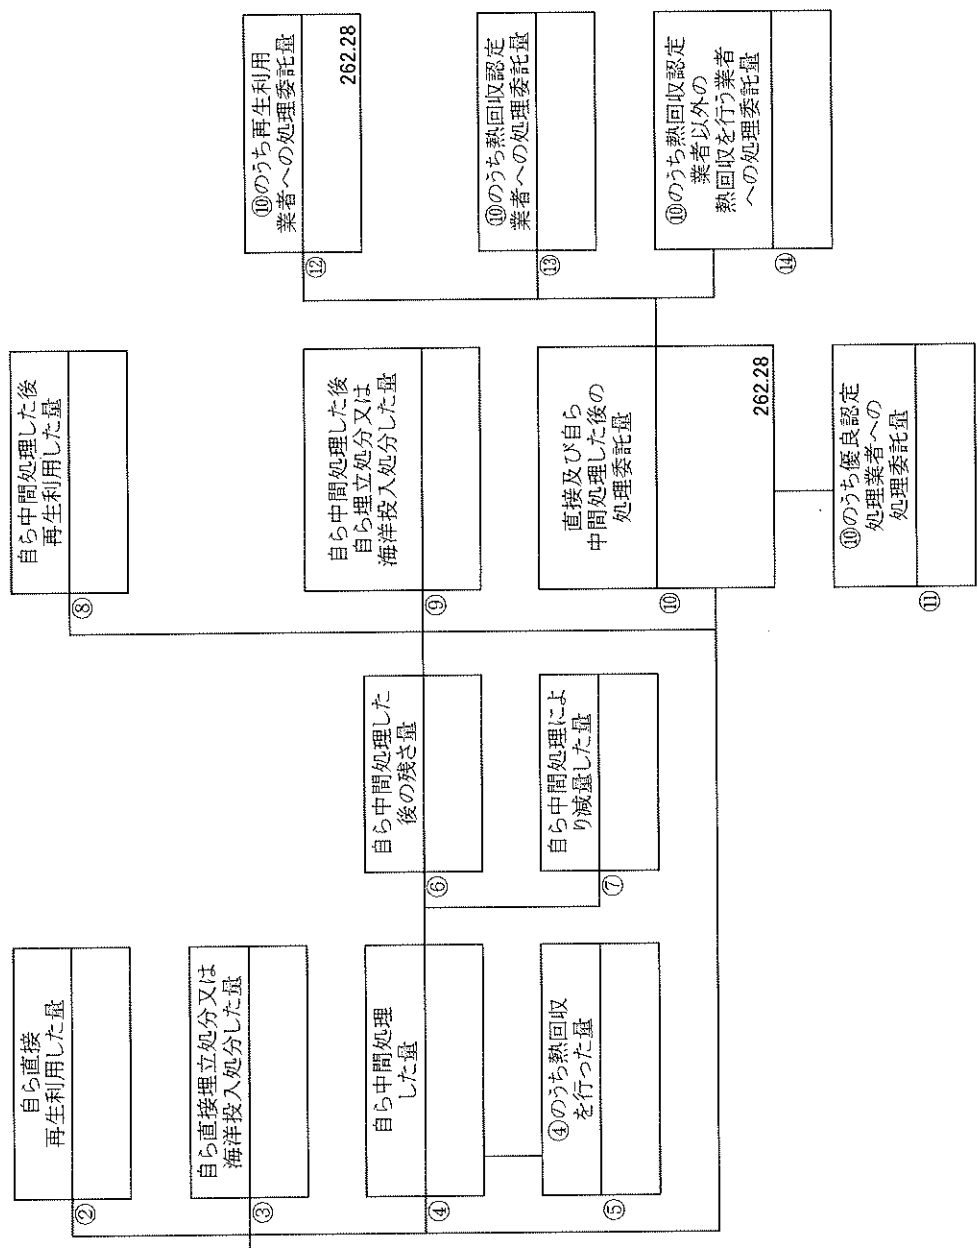 自ら直接
再生利用した量
②
自ら直接埋立処分又は
海洋投入処分した量
③
自ら中間処理
した量
④
④のうち熱回収
を行った量
⑤
自ら中間処理した
後の残さ量
⑥
自ら中間処理によ
り減量した量
⑦
自ら中間処理した後
再生利用した量
⑧
自ら中間処理した後
自ら埋立処分又は
海洋投入処分した量
⑨
直接及び自ら
中間処理した後の
処理委託量
⑩
262.28
⑩のうち優良認定
処理業者への
処理委託量
⑪
⑩のうち再生利用
業者への処理委託量
⑫
262.28
⑩のうち熱回収認定
業者への処理委託量
⑬
⑩のうち熱回収認定
業者以外の
熱回収を行う業者
への処理委託量
⑭